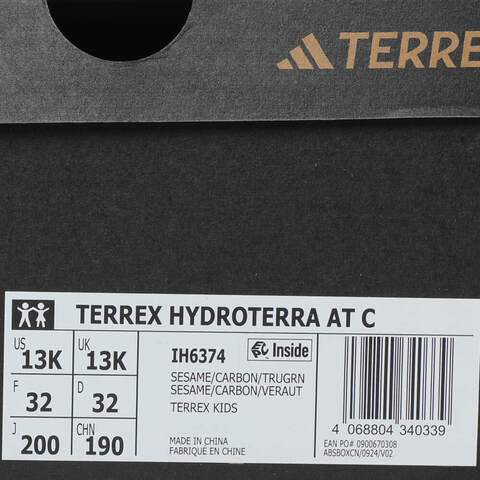 TERREX
TERREX HYDROTERRA AT C
US UK
13K 13K
F D
32 32
J CHN
200 190
IH6374
Inside
SESAME/CARBON/TRUGRN
SESAME/CARBON/VERAUT
TERREX KIDS
MADE IN CHINA
FABRIQUÉ EN CHINE
4 068804 340339
EAN PO# 0900670308
ABSBOXCN/0924/V02